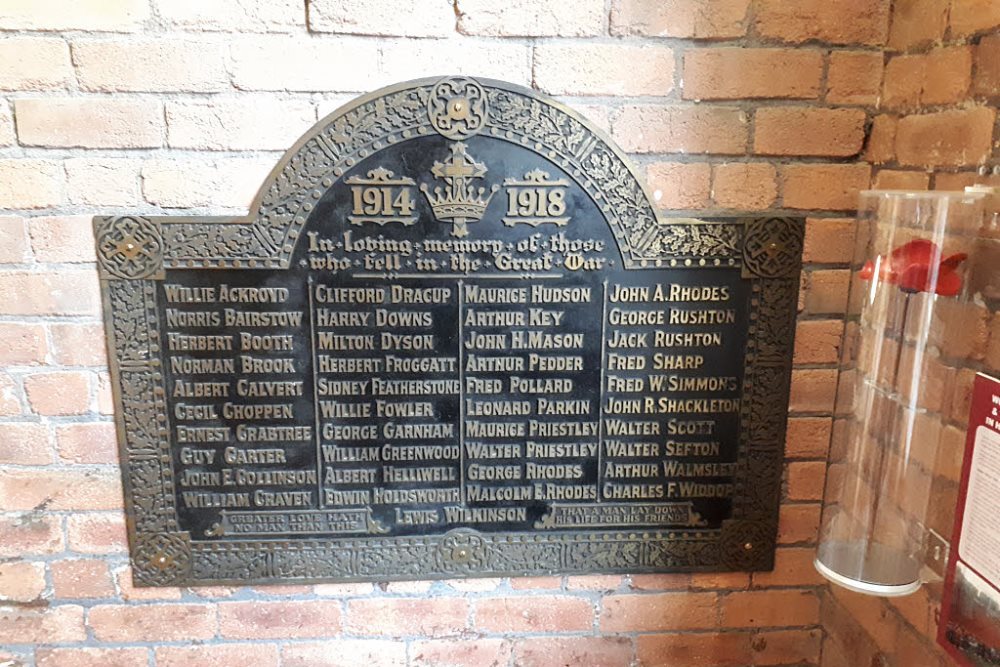 1914 1918
In loving memory of those
who fell in the Great War
WILLIE ACKROYD
NORRIS BAIRSTOW
HERBERT BOOTH
NORMAN BROOK
ALBERT CALVERT
CECIL CHOPPEN
ERNEST CRABTREE
GUY CARTER
JOHN E. COLLINSON
WILLIAM CRAVEN
CLIFFORD DRACUP
HARRY DOWNS
MILTON DYSON
HERBERT FROGGATT
SIDNEY FEATHERSTONE
WILLIE FOWLER
GEORGE GARNHAM
WILLIAM GREENWOOD
ALBERT HELLIWELL
EDWIN HOLDSWORTH
MAURICE HUDSON
ARTHUR KEY
JOHN H. MASON
ARTHUR PEDDER
FRED POLLARD
LEONARD PARKIN
MAURICE PRIESTLEY
WALTER PRIESTLEY
GEORGE RHODES
MALCOLM E. RHODES
JOHN A. RHODES
GEORGE RUSHTON
JACK RUSHTON
FRED SHARP
FRED W. SIMMONS
JOHN R. SHACKLETON
WALTER SCOTT
WALTER SEFTON
ARTHUR WALMSLEY
CHARLES F. WIDDOP
LEWIS WILKINSON
GREATER LOVE HATH
NO MAN THAN THIS
THAT A MAN LAY DOWN
HIS LIFE FOR HIS FRIENDS